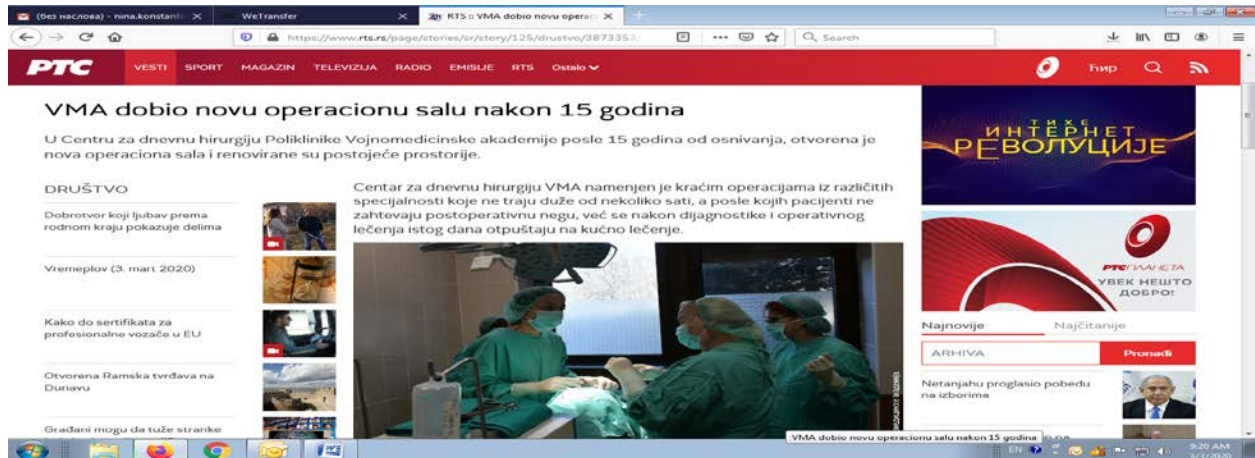 (без наслова) - nina.konstanti
WeTransfer
RTS :: VMA dobio novu operaci
https://www.rts.rs/page/stories/sr/story/125/drustvo/3873353/
Search
РТС
VESTI SPORT MAGAZIN TELEVIZIJA RADIO EMISIJE RTS Ostalo
Ћир
VMA dobio novu operacionu salu nakon 15 godina
U Centru za dnevnu hirurgiju Poliklinike Vojnomedicinske akademije posle 15 godina od osnivanja, otvorena je
nova operaciona sala i renovirane su postojeće prostorije.
DRUŠTVO
Dobrotvor koji ljubav prema
rodnom kraju pokazuje delima
Vremeplov (3. mart 2020)
Kako do sertifikata za
profesionalne vozače u EU
Otvorena Ramska tvrđava na
Dunavu
Građani mogu da tuže stranke
Centar za dnevnu hirurgiju VMA namenjen je kraćim operacijama iz različitih
specijalnosti koje ne traju duže od nekoliko sati, a posle kojih pacijenti ne
zahtevaju postoperativnu negu, već se nakon dijagnostike i operativnog
lečenja istog dana otpuštaju na kućno lečenje.
ТИХЕ
ИНТЕРНЕТ
РЕВОЛУЦИЈЕ
РТС ПЛАНЕТА
УВЕК НЕШТО
ДОБРО!
Najnovije Najčitanije
ARHIVA Pronađi
Netanjahu proglasio pobedu
na izborima
VMA dobio novu operacionu salu nakon 15 godina
EN
9:20 AM
3/3/2020